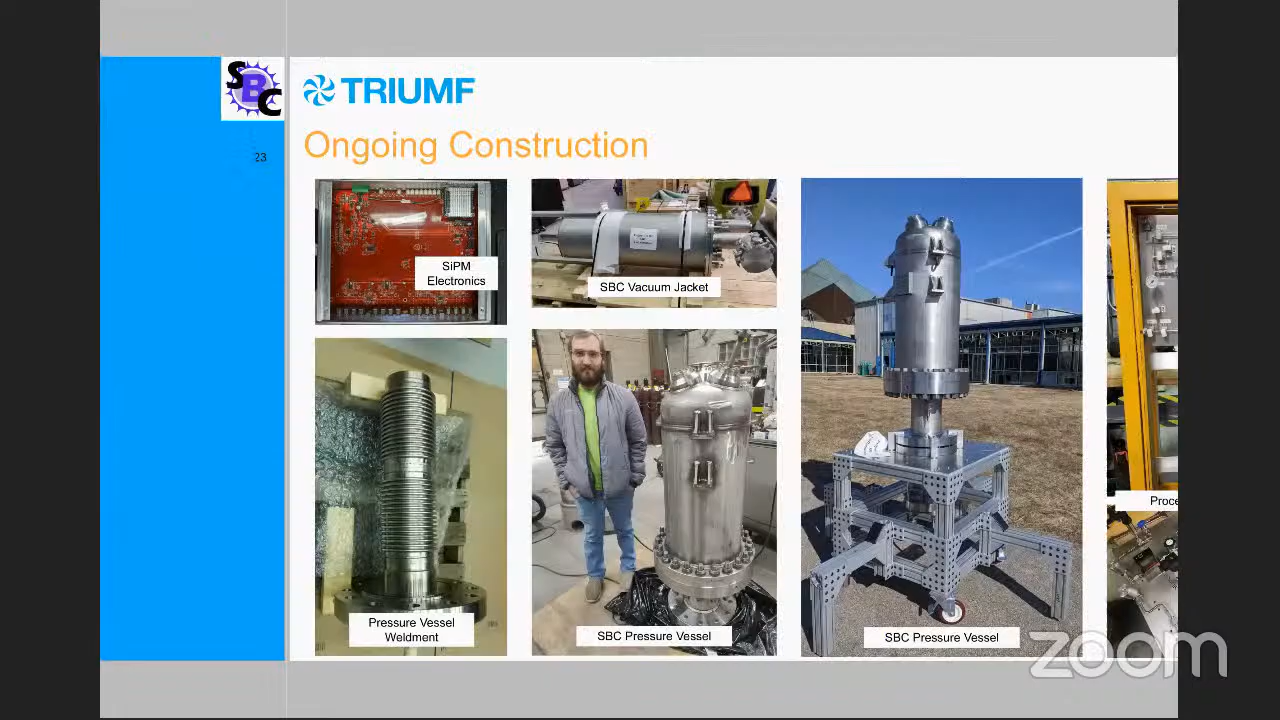 SBC
TRIUMF
23
Ongoing Construction
SiPM
Electronics
SBC Vacuum Jacket
Pressure Vessel
Weldment
SBC Pressure Vessel
SBC Pressure Vessel
Proce
zoom